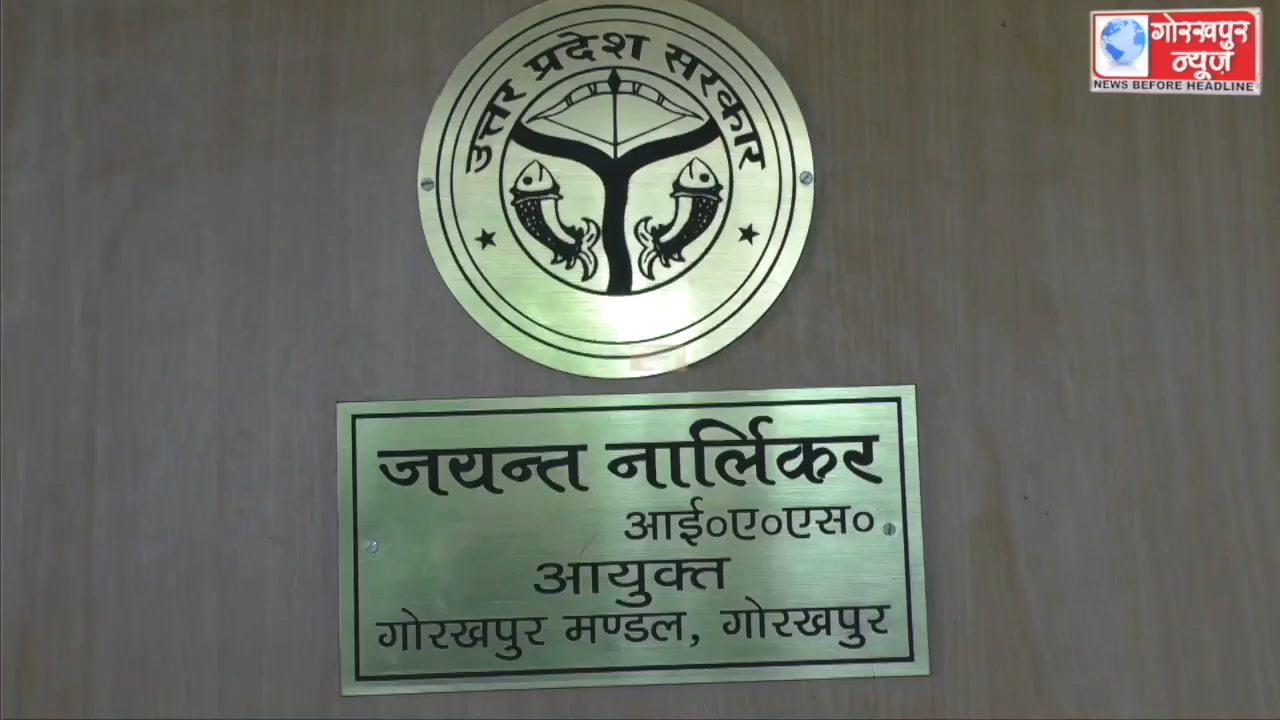 उत्तर प्रदेश सरकार
गोरखपुर
न्यूज़
NEWS BEFORE HEADLINE
जयन्त नार्लिकर
आई०ए०एस०
आयुक्त
गोरखपुर मण्डल, गोरखपुर